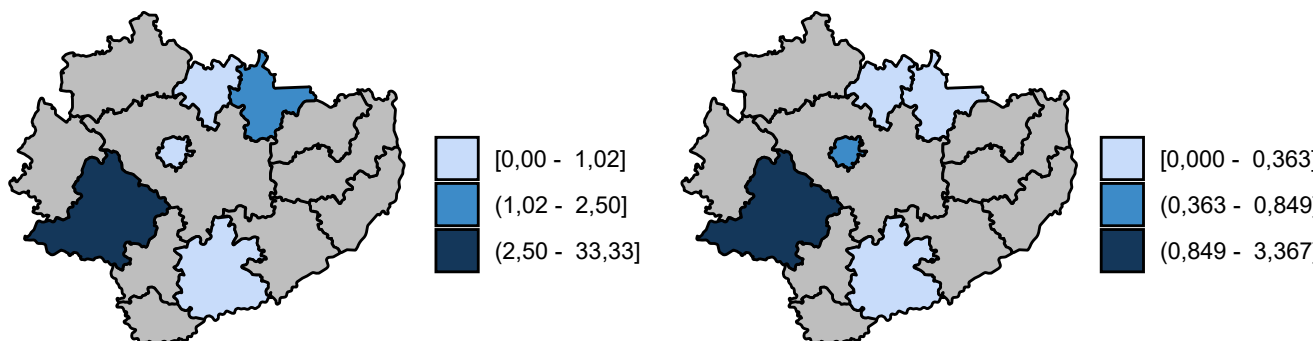 [0,00 - 1,02]
(1,02 - 2,50]
(2,50 - 33,33]
[0,000 - 0,363]
(0,363 - 0,849]
(0,849 - 3,367]